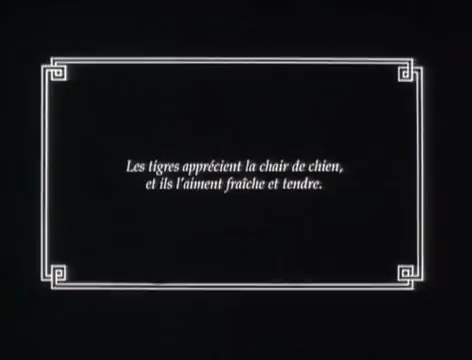 Les tigres apprécient la chair de chien,
et ils l'aiment fraîche et tendre.